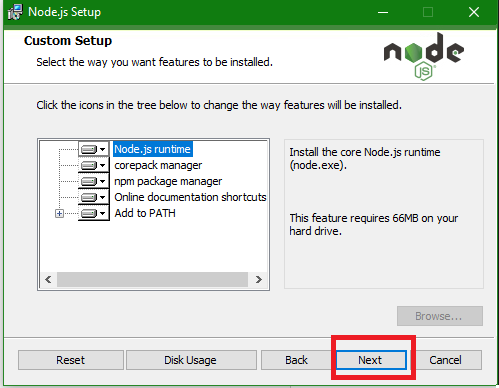 Node.js Setup
Custom Setup
Select the way you want features to be installed.
node
JS
Click the icons in the tree below to change the way features will be installed.
Node.js runtime
corepack manager
npm package manager
Online documentation shortcuts
Add to PATH
Install the core Node.js runtime
(node.exe).
This feature requires 66MB on your
hard drive.
Browse...
Reset
Disk Usage
Back
Next
Cancel